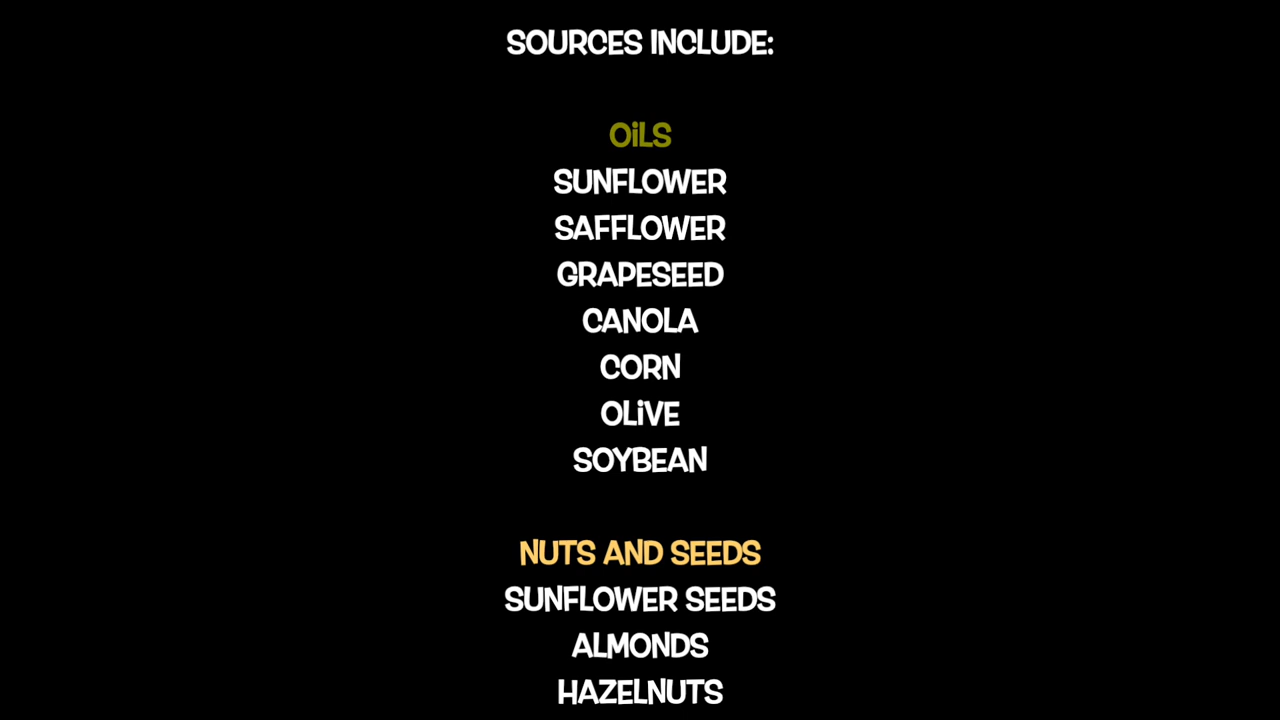 SOURCES INCLUDE:
OiLS
SUNFLOWER
SAFFLOWER
GRAPESEED
CANOLA
CORN
OLiVE
SOYBEAN
NUTS AND SEEDS
SUNFLOWER SEEDS
ALMONDS
HAZELNUTS